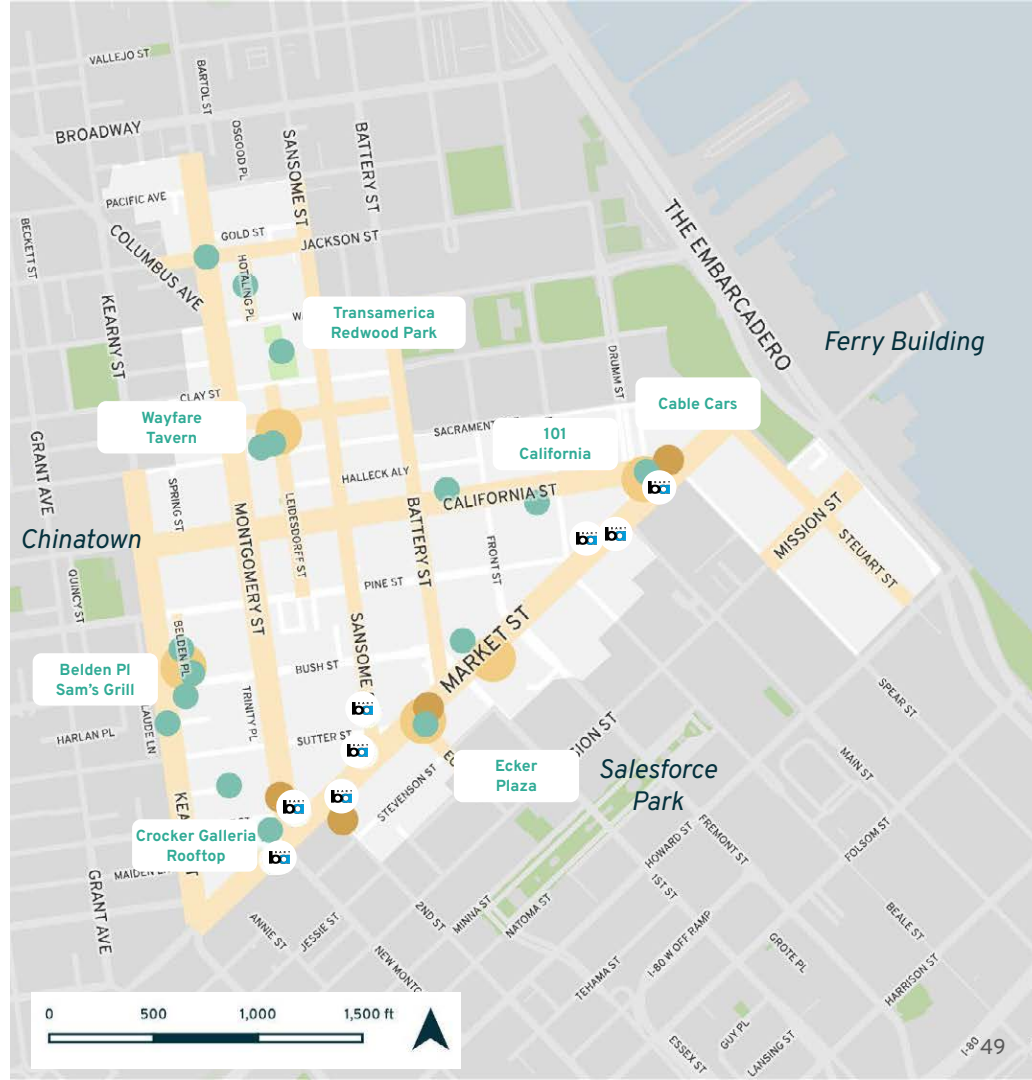 VALLEJO ST
BARTOL ST
BROADWAY
OSGOOD PL
SANSOME ST
BATTERY ST
PACIFIC AVE
BECKETT ST
COLUMBUS AVE
GOLD ST
JACKSON ST
HOTALING PL
THE EMBARCADERO
KEARNY ST
Transamerica
Redwood Park
Ferry Building
DRUMM ST
CLAY ST
Cable Cars
Wayfare
Tavern
101
California
GRANT AVE
HALLECK ALY
SPRING ST
LEIDESDORFF ST
CALIFORNIA ST
MONTGOMERY ST
BATTERY ST
FRONT ST
MISSION ST
STEUART ST
Chinatown
QUINCY ST
PINE ST
BELDEN PL
SANSOME
MARKET ST
Belden Pl
Sam's Grill
BUSH ST
TRINITY PL
SPEAR ST
HARLAN PL
SUTTER ST
Ecker
Plaza
Salesforce
Park
MAIN ST
STEVENSON ST
FREMONT ST
HOWARD ST
FOLSOM ST
Crocker Galleria
Rooftop
MAIDEN
1ST ST
GRANT AVE
ANNIE ST
JESSIE ST
2ND ST
MINNA ST
NATOMA ST
BEALE ST
I-80 W OFF RAMP
GROTE PL
NEW MONTG
TEHAMA ST
HARRISON ST
GUY PL
ESSEX ST
LANSING ST
I-80
0 500 1,000 1,500 ft
49